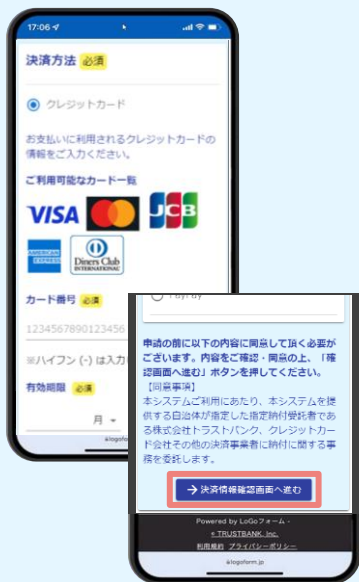 17:06
決済方法 必須
クレジットカード
お支払いに利用されるクレジットカードの
情報をご入力ください。
ご利用可能なカード一覧
VISA
JCB
AMERICAN EXPRESS
Diners Club
INTERNATIONAL
カード番号 必須
1234567890123456
※ハイフン (-) は入力
有効期限 必須
月
PayPay
申請の前に以下の内容に同意して頂く必要が
ございます。内容をご確認・同意の上、「確
認画面へ進む」ボタンを押してください。
【同意事項】
本システムご利用にあたり、本システムを提
供する自治体が指定した指定納付受託者であ
る株式会社トラストバンク、クレジットカー
ド会社その他の決済事業者に納付に関する事
務を委託します。
→ 決済情報確認画面へ進む
Powered by LoGoフォーム -
TRUSTBANK, Inc.
利用規約 プライバシーポリシー
logoform.jp